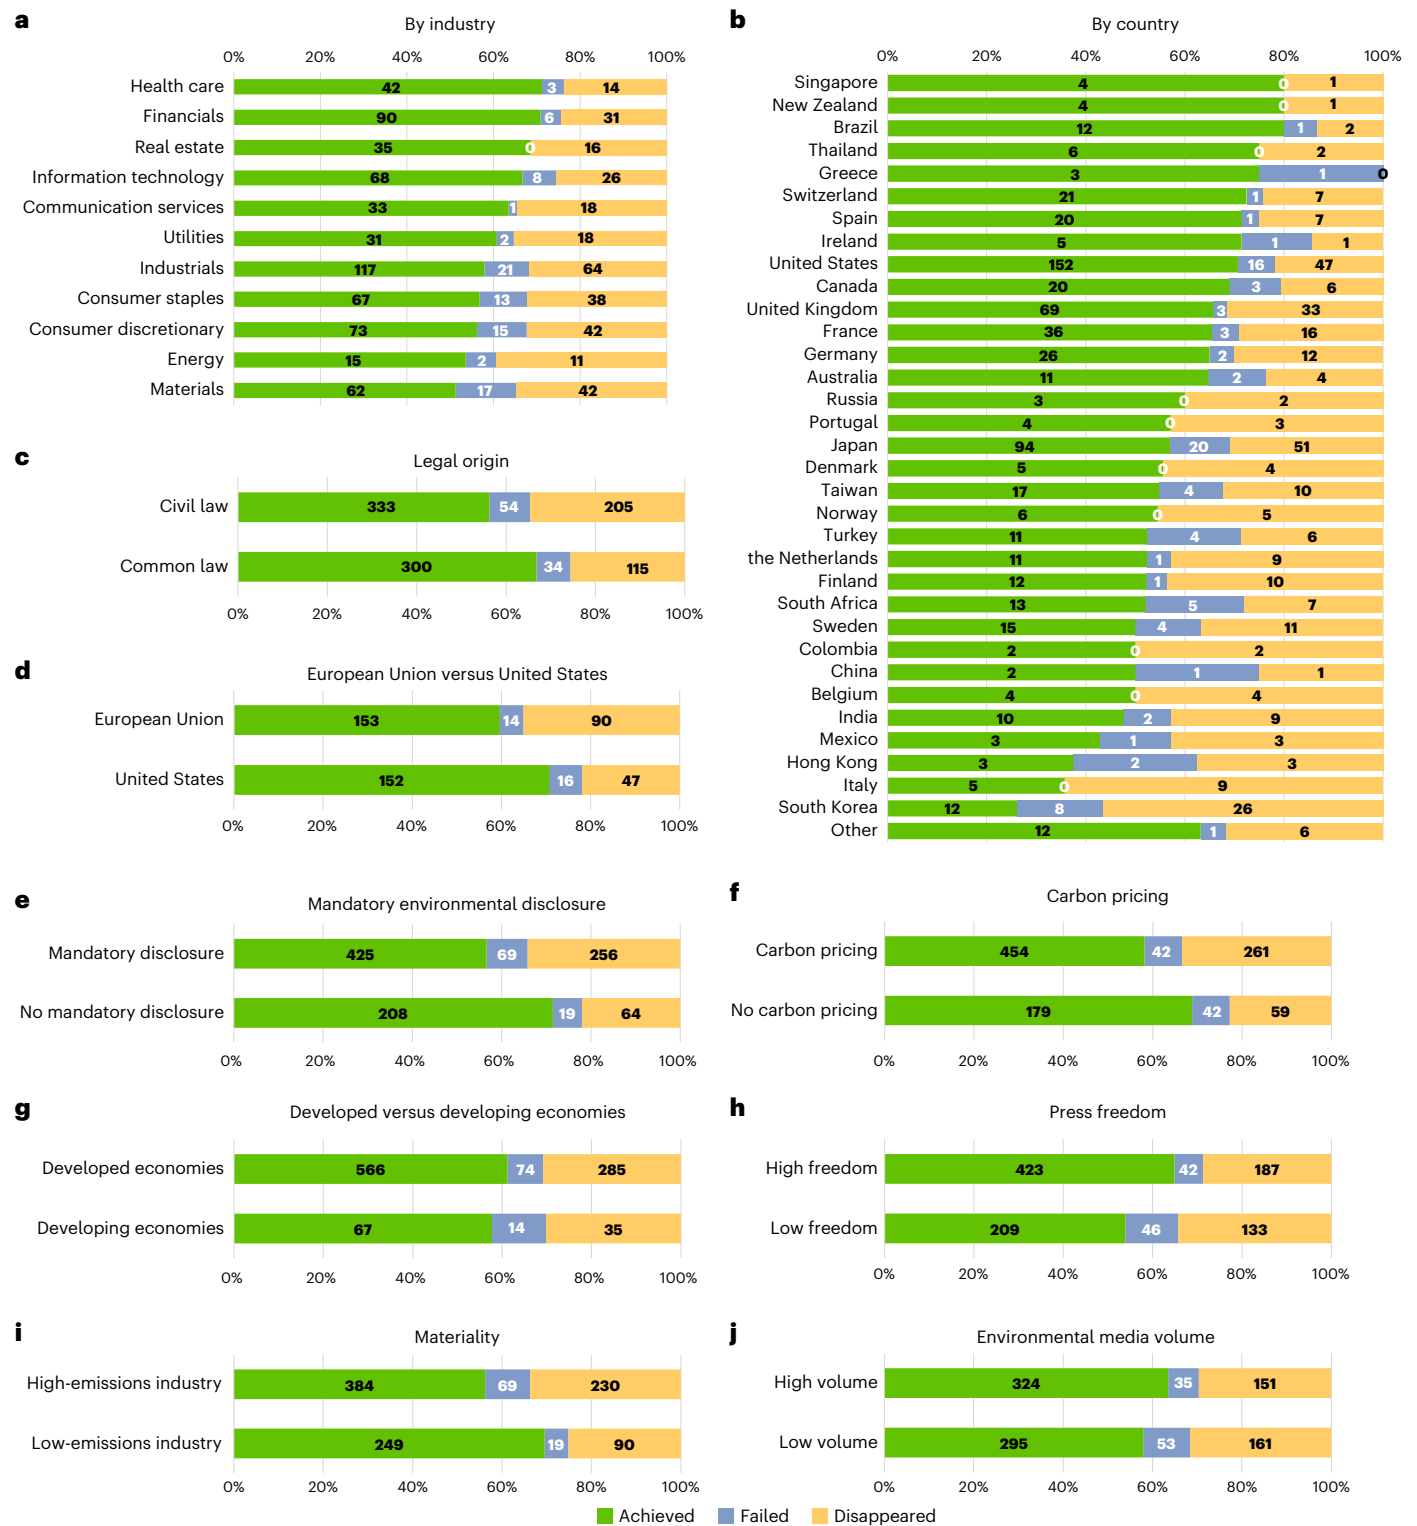 a
By industry
0% 20% 40% 60% 80% 100%
Health care 42 3 14
Financials 90 6 31
Real estate 35 0 16
Information technology 68 8 26
Communication services 33 1 18
Utilities 31 2 18
Industrials 117 21 64
Consumer staples 67 13 38
Consumer discretionary 73 15 42
Energy 15 2 11
Materials 62 17 42
b
By country
0% 20% 40% 60% 80% 100%
Singapore 4 0 1
New Zealand 4 0 1
Brazil 12 1 2
Thailand 6 0 2
Greece 3 1 0
Switzerland 21 1 7
Spain 20 1 7
Ireland 5 1 1
United States 152 16 47
Canada 20 3 6
United Kingdom 69 3 33
France 36 3 16
Germany 26 2 12
Australia 11 2 4
Russia 3 0 2
Portugal 4 0 3
Japan 94 20 51
Denmark 5 0 4
Taiwan 17 4 10
Norway 6 0 5
Turkey 11 4 6
the Netherlands 11 1 9
Finland 12 1 10
South Africa 13 5 7
Sweden 15 4 11
Colombia 2 0 2
China 2 1 1
Belgium 4 0 4
India 10 2 9
Mexico 3 1 3
Hong Kong 3 2 3
Italy 5 0 9
South Korea 12 8 26
Other 12 1 6
c
Legal origin
Civil law 333 54 205
Common law 300 34 115
0% 20% 40% 60% 80% 100%
d
European Union versus United States
European Union 153 14 90
United States 152 16 47
0% 20% 40% 60% 80% 100%
e
Mandatory environmental disclosure
Mandatory disclosure 425 69 256
No mandatory disclosure 208 19 64
0% 20% 40% 60% 80% 100%
f
Carbon pricing
Carbon pricing 454 42 261
No carbon pricing 179 42 59
0% 20% 40% 60% 80% 100%
g
Developed versus developing economies
Developed economies 566 74 285
Developing economies 67 14 35
0% 20% 40% 60% 80% 100%
h
Press freedom
High freedom 423 42 187
Low freedom 209 46 133
0% 20% 40% 60% 80% 100%
i
Materiality
High-emissions industry 384 69 230
Low-emissions industry 249 19 90
0% 20% 40% 60% 80% 100%
j
Environmental media volume
High volume 324 35 151
Low volume 295 53 161
0% 20% 40% 60% 80% 100%
Achieved Failed Disappeared